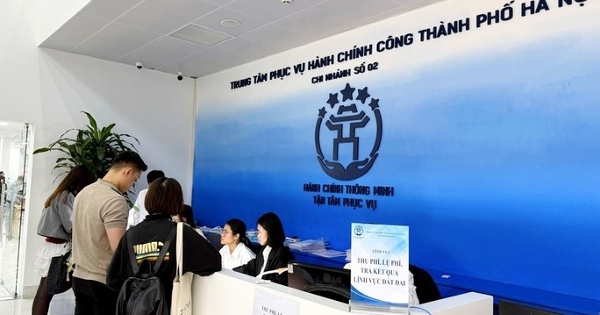 TRUNG TÂM PHỤC VỤ HÀNH CHÍNH CÔNG THÀNH PHỐ HÀ NỘI
CHI NHÁNH SỐ 02
HÀNH CHÍNH THÔNG MINH
TẬN TÂM PHỤC VỤ
THU PHÍ, LỆ PHÍ,
TRẢ KẾT QUẢ
LĨNH VỰC ĐẤT ĐAI
PUMA